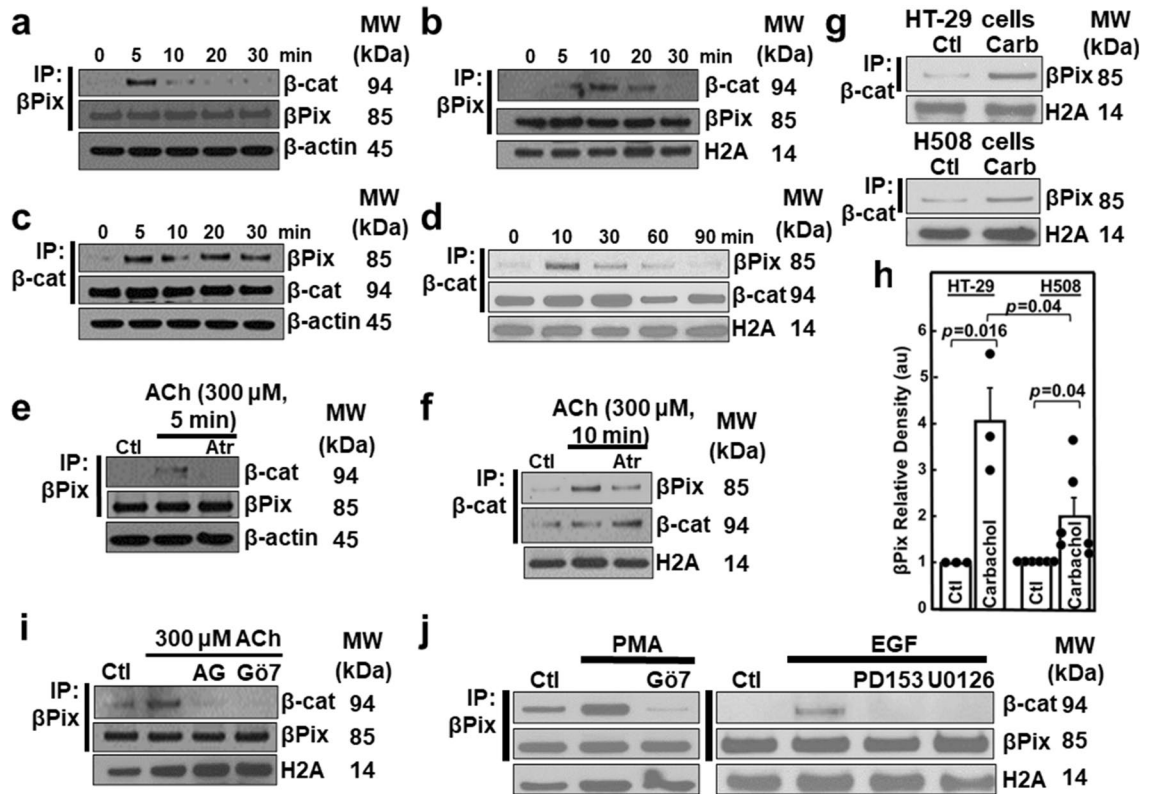 a
0 5 10 20 30 min
MW
(kDa)
IP:
βPix
β-cat 94
βPix 85
β-actin 45
b
0 5 10 20 30 min
MW
(kDa)
IP:
βPix
β-cat 94
βPix 85
H2A 14
c
0 5 10 20 30 min
MW
(kDa)
IP:
β-cat
βPix 85
β-cat 94
β-actin 45
d
0 10 30 60 90 min
MW
(kDa)
IP:
β-cat
βPix 85
β-cat 94
H2A 14
e
ACh (300 µM,
5 min)
Ctl Atr
MW
(kDa)
IP:
βPix
β-cat 94
βPix 85
β-actin 45
f
ACh (300 µM,
10 min)
Ctl Atr
MW
(kDa)
IP:
β-cat
βPix 85
β-cat 94
H2A 14
g
HT-29 cells
Ctl Carb
MW
(kDa)
IP:
β-cat
βPix 85
H2A 14
H508 cells
Ctl Carb
IP:
β-cat
βPix 85
H2A 14
h
HT-29 H508
p=0.04
p=0.016
p=0.04
βPix Relative Density (au)
6
5
4
3
2
1
0
Ctl
Carbachol
Ctl
Carbachol
i
300 µM ACh
Ctl AG Gö7
MW
(kDa)
IP:
βPix
β-cat 94
βPix 85
H2A 14
j
PMA
Ctl Gö7
EGF
Ctl PD153 U0126
MW
(kDa)
IP:
βPix
β-cat 94
βPix 85
H2A 14